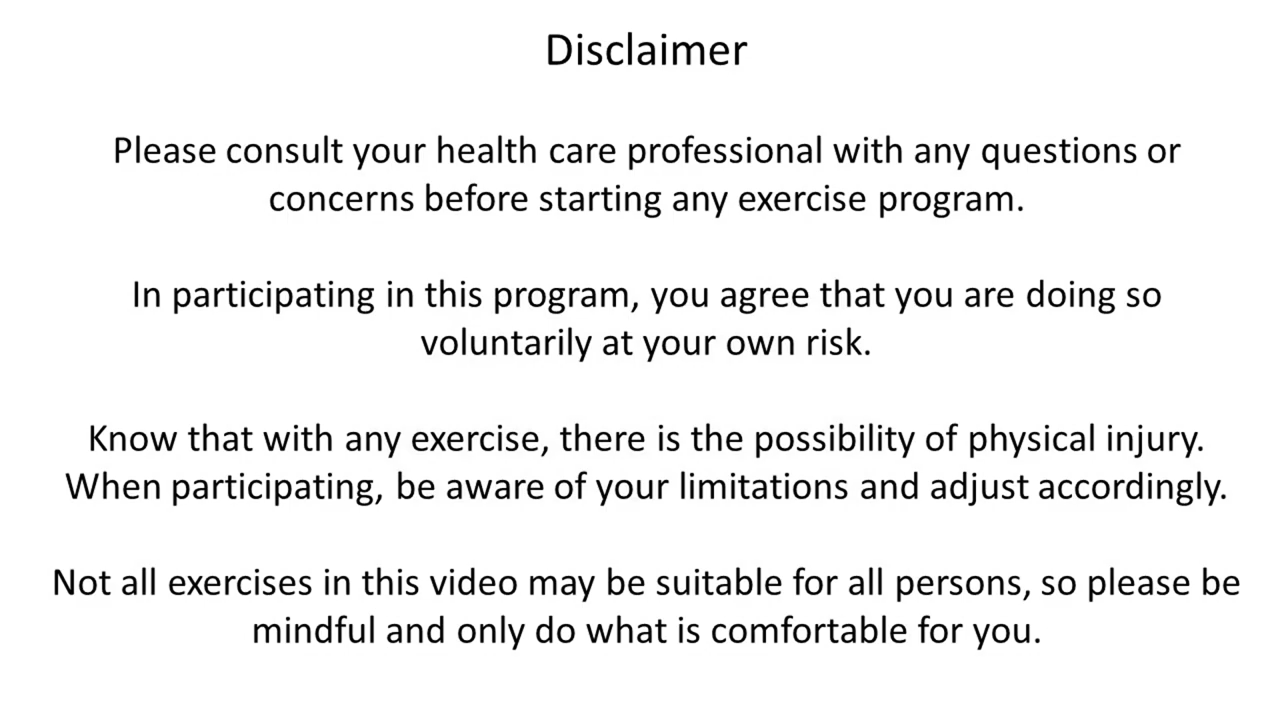 Disclaimer
Please consult your health care professional with any questions or
concerns before starting any exercise program.
In participating in this program, you agree that you are doing so
voluntarily at your own risk.
Know that with any exercise, there is the possibility of physical injury.
When participating, be aware of your limitations and adjust accordingly.
Not all exercises in this video may be suitable for all persons, so please be
mindful and only do what is comfortable for you.